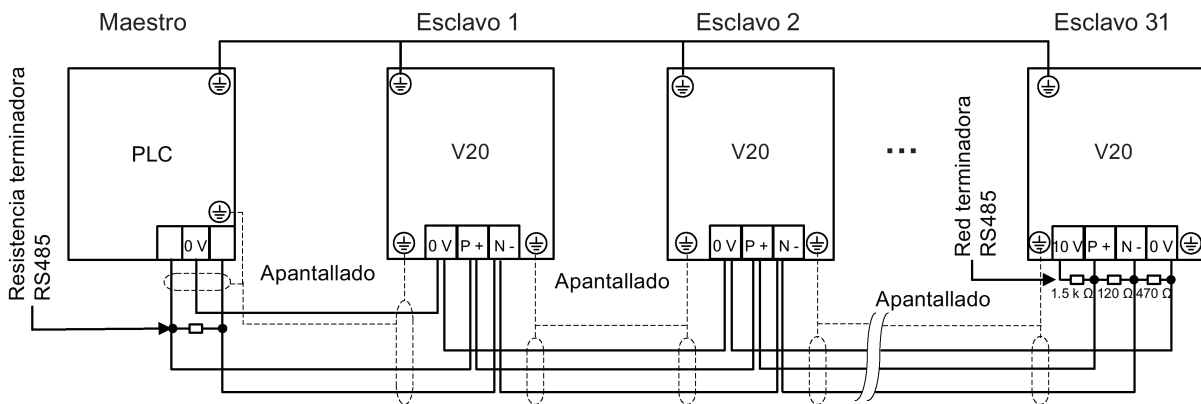 Maestro
Esclavo 1
Esclavo 2
Esclavo 31
Resistencia terminadora
RS485
PLC
V20
V20
...
Red terminadora
RS485
V20
0 V
0 V
P +
N -
0 V
P +
N -
10 V
P +
N -
0 V
Apantallado
Apantallado
Apantallado
1.5 k Ω
120 Ω
470 Ω